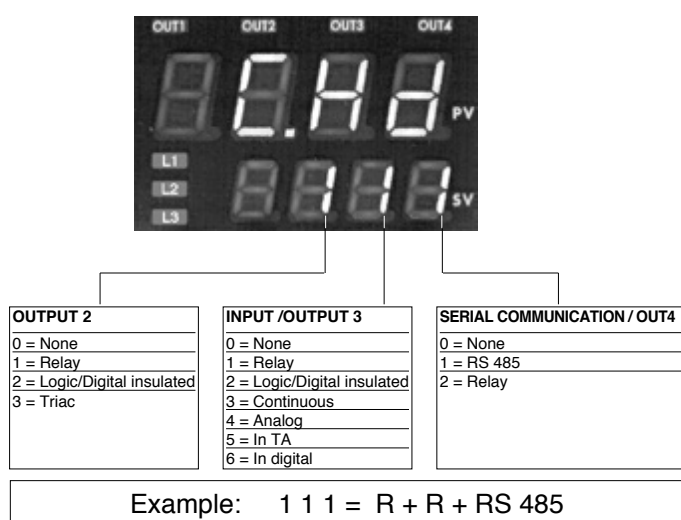 OUT1 OUT2 OUT3 OUT4
C.Hd
PV
L1
L2
L3
111
SV
OUTPUT 2
0 = None
1 = Relay
2 = Logic/Digital insulated
3 = Triac
INPUT /OUTPUT 3
0 = None
1 = Relay
2 = Logic/Digital insulated
3 = Continuous
4 = Analog
5 = In TA
6 = In digital
SERIAL COMMUNICATION / OUT4
0 = None
1 = RS 485
2 = Relay
Example: 1 1 1 = R + R + RS 485